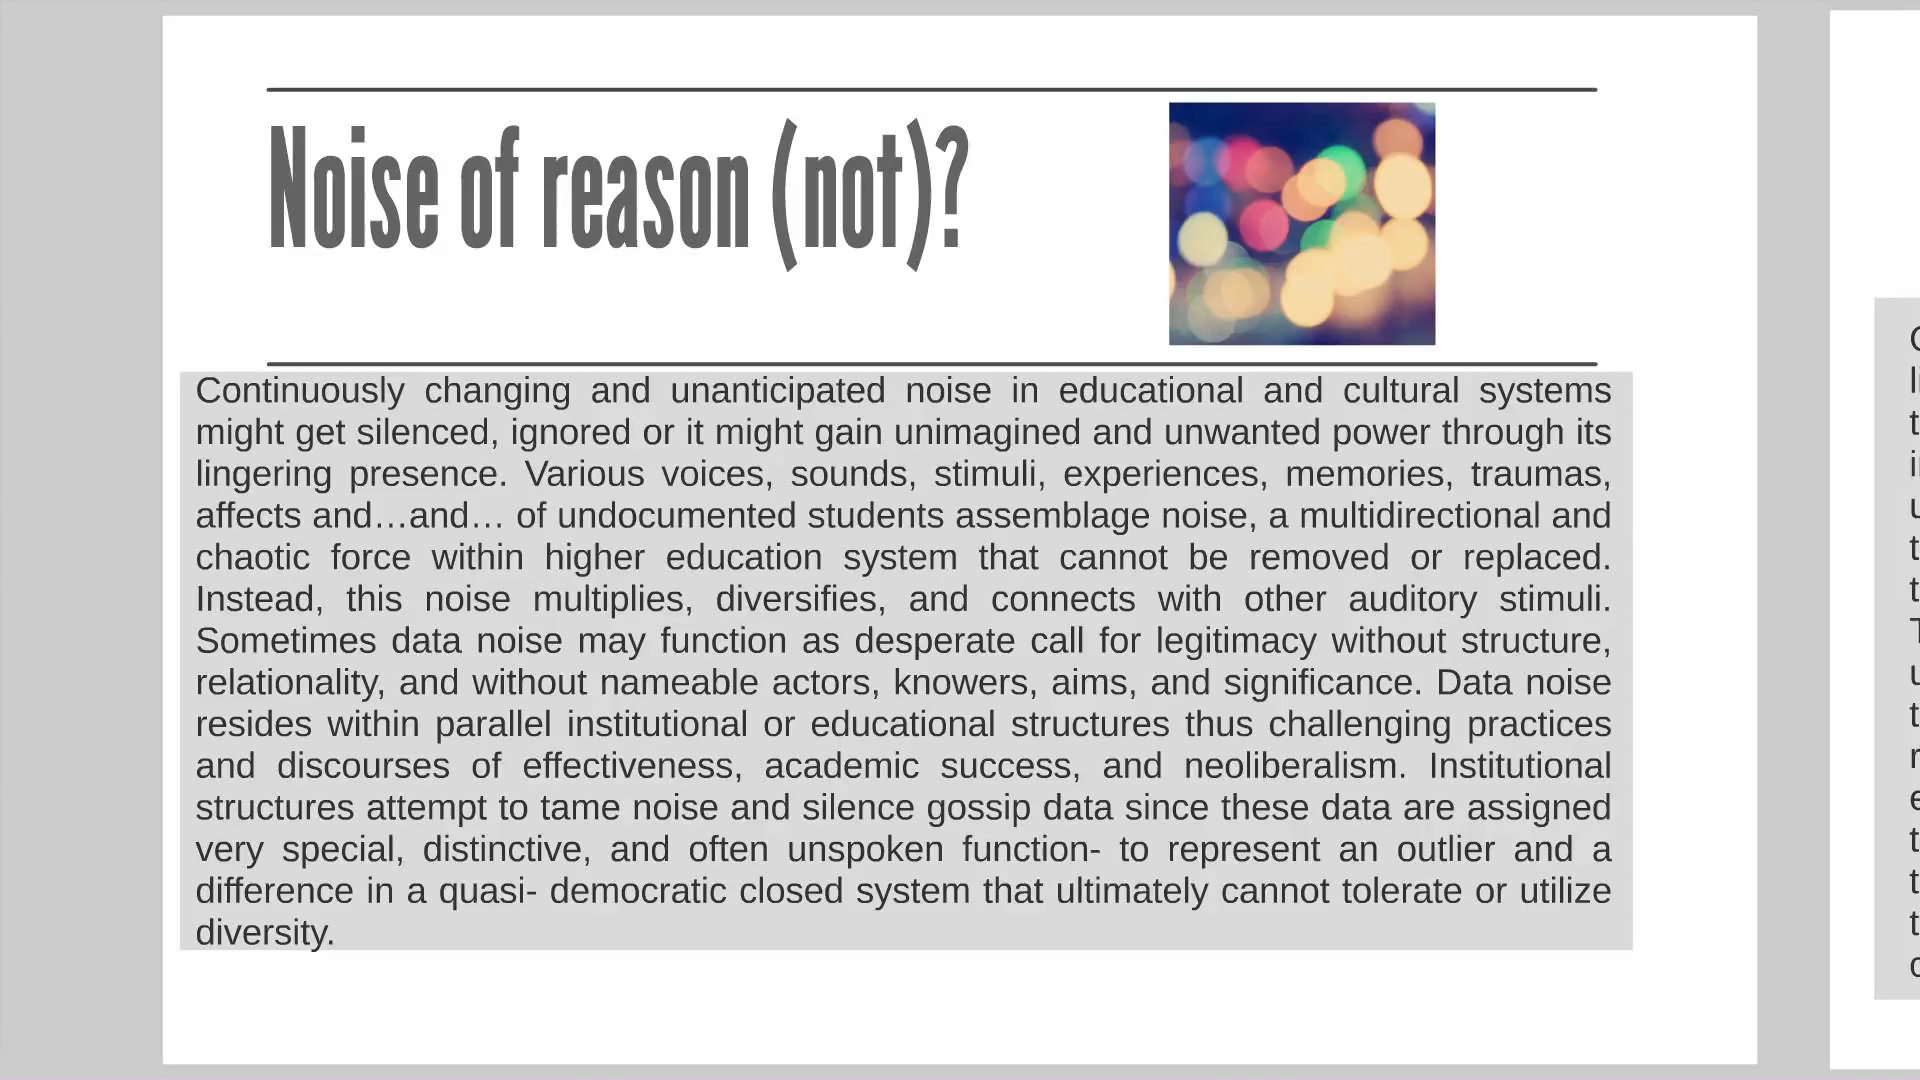 Noise of reason (not)?
Continuously changing and unanticipated noise in educational and cultural systems
might get silenced, ignored or it might gain unimagined and unwanted power through its
lingering presence. Various voices, sounds, stimuli, experiences, memories, traumas,
affects and…and… of undocumented students assemblage noise, a multidirectional and
chaotic force within higher education system that cannot be removed or replaced.
Instead, this noise multiplies, diversifies, and connects with other auditory stimuli.
Sometimes data noise may function as desperate call for legitimacy without structure,
relationality, and without nameable actors, knowers, aims, and significance. Data noise
resides within parallel institutional or educational structures thus challenging practices
and discourses of effectiveness, academic success, and neoliberalism. Institutional
structures attempt to tame noise and silence gossip data since these data are assigned
very special, distinctive, and often unspoken function- to represent an outlier and a
difference in a quasi- democratic closed system that ultimately cannot tolerate or utilize
diversity.